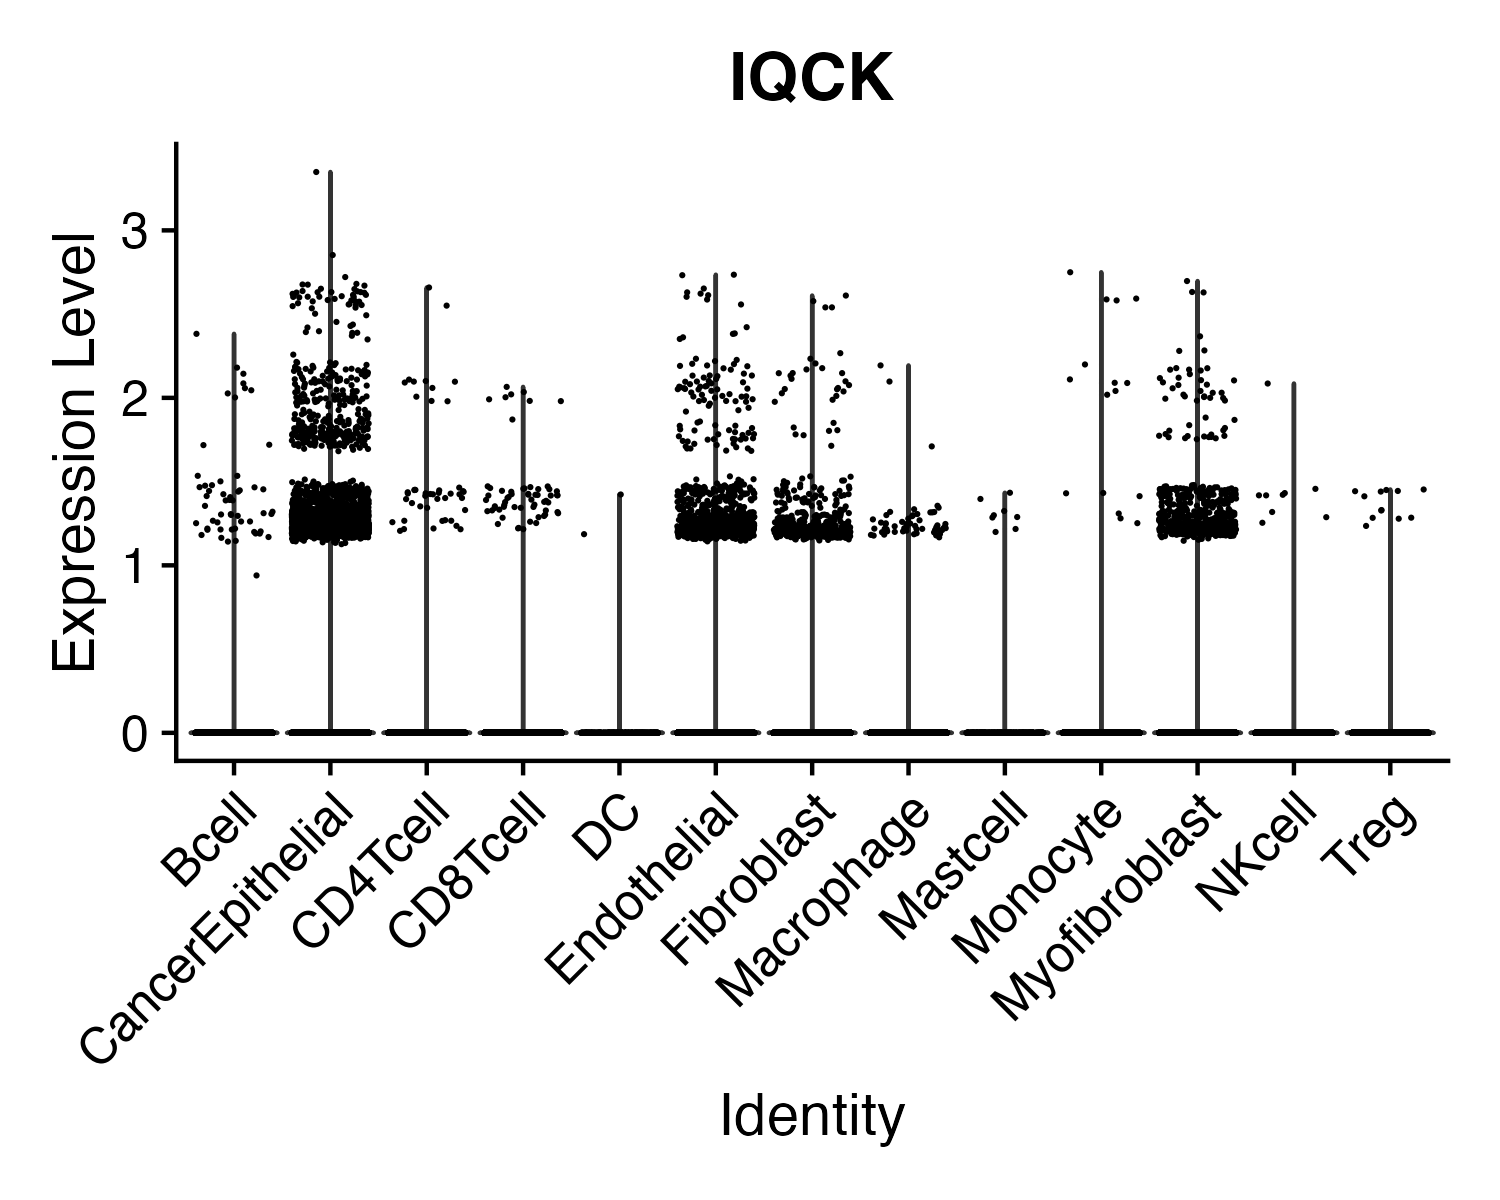 IQCK
Expression Level
3
2
1
0
Bcell
CancerEpithelial
CD4Tcell
CD8Tcell
DC
Endothelial
Fibroblast
Macrophage
Mastcell
Monocyte
Myofibroblast
NKcell
Treg
Identity